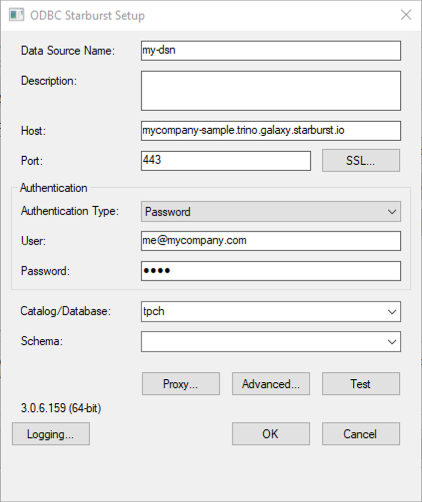 ODBC Starburst Setup
Data Source Name: my-dsn
Description:
Host: mycompany-sample.trino.galaxy.starburst.io
Port: 443 SSL...
Authentication
Authentication Type: Password
User: me@mycompany.com
Password: ●●●●
Catalog/Database: tpch
Schema:
Proxy... Advanced... Test
3.0.6.159 (64-bit)
Logging... OK Cancel